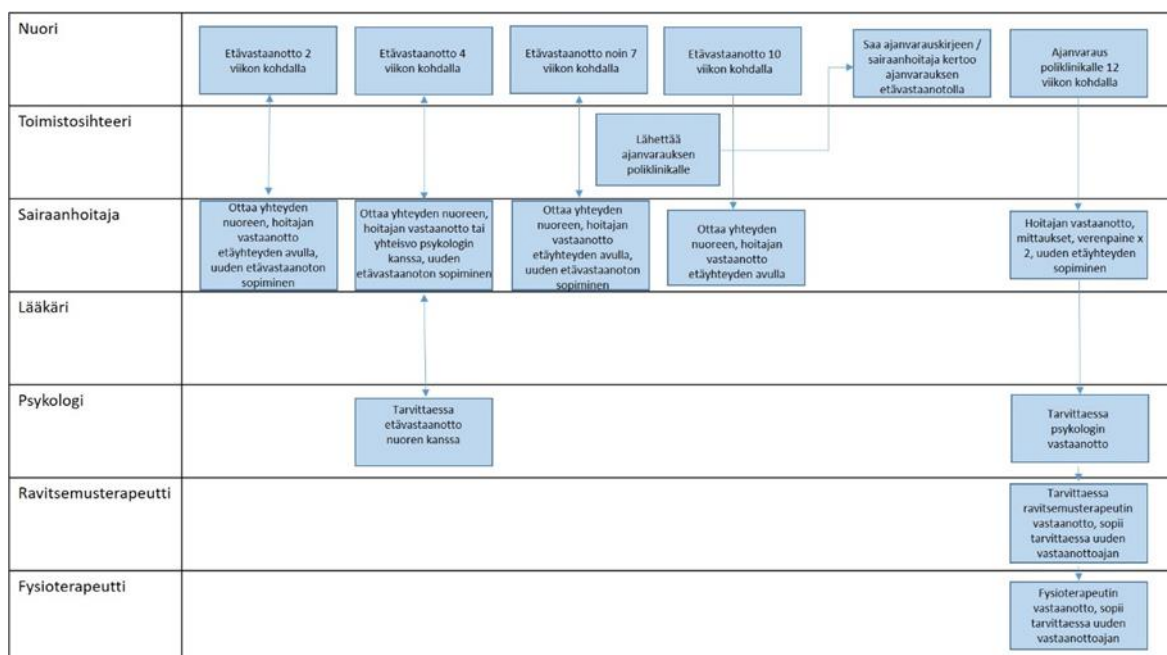 Nuori
Etävastaanotto 2
viikon kohdalla
Etävastaanotto 4
viikon kohdalla
Etävastaanotto noin 7
viikon kohdalla
Etävastaanotto 10
viikon kohdalla
Saa ajanvarauskirjeen /
sairaanhoitaja kertoo
ajanvarauksen
etävastaanotolla
Ajanvaraus
poliklinikalle 12
viikon kohdalla
Toimistosihteeri
Lähettää
ajanvarauksen
poliklinikalle
Sairaanhoitaja
Ottaa yhteyden
nuoreen, hoitajan
vastaanotto
etäyhteyden avulla,
uuden etävastaanoton
sopiminen
Ottaa yhteyden nuoreen,
hoitajan vastaanotto tai
yhteisvo psykologin
kanssa, uuden
etävastaanoton sopiminen
Ottaa yhteyden
nuoreen, hoitajan
vastaanotto
etäyhteyden avulla,
uuden etävastaanoton
sopiminen
Ottaa yhteyden
nuoreen, hoitajan
vastaanotto
etäyhteyden avulla
Hoitajan vastaanotto,
mittaukset, verenpaine x
2, uuden etäyhteyden
sopiminen
Lääkäri
Psykologi
Tarvittaessa
etävastaanotto
nuoren kanssa
Tarvittaessa
psykologin
vastaanotto
Ravitsemusterapeutti
Tarvittaessa
ravitsemusterapeutin
vastaanotto, sopii
tarvittaessa uuden
vastaanottoajan
Fysioterapeutti
Fysioterapeutin
vastaanotto, sopii
tarvittaessa uuden
vastaanottoajan